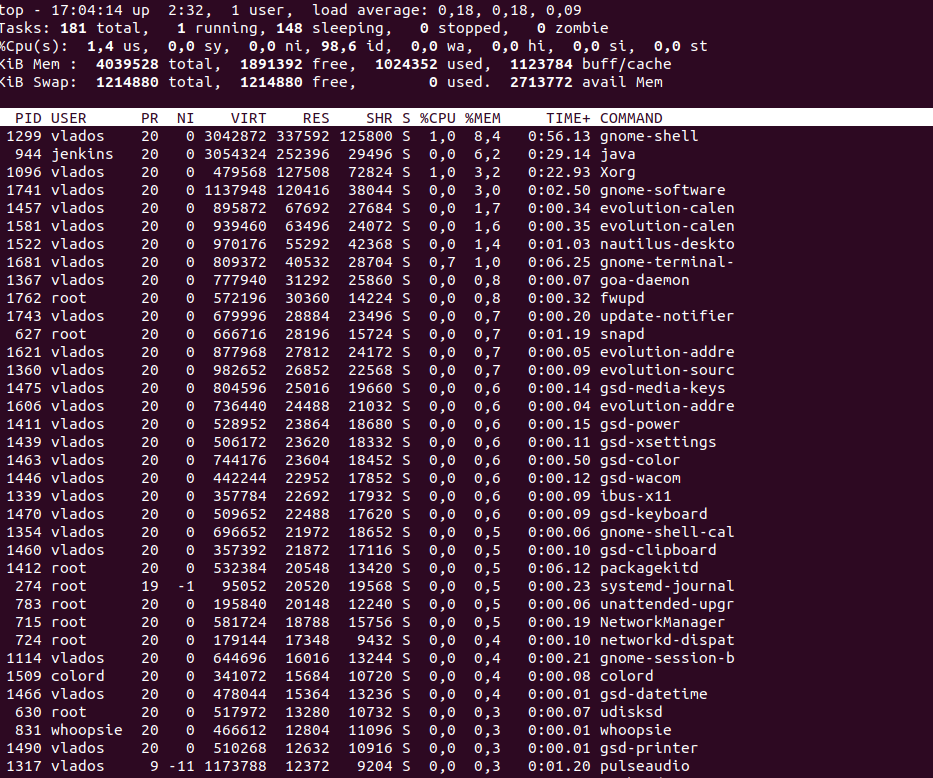 top - 17:04:14 up  2:32,  1 user,  load average: 0,18, 0,18, 0,09
Tasks: 181 total,   1 running, 148 sleeping,   0 stopped,   0 zombie
%Cpu(s):  1,4 us,  0,0 sy,  0,0 ni, 98,6 id,  0,0 wa,  0,0 hi,  0,0 si,  0,0 st
KiB Mem :  4039528 total,  1891392 free,  1024352 used,  1123784 buff/cache
KiB Swap:  1214880 total,  1214880 free,        0 used.  2713772 avail Mem
PID USER PR NI VIRT RES SHR S %CPU %MEM TIME+ COMMAND
1299 vlados 20 0 3042872 337592 125800 S 1,0 8,4 0:56.13 gnome-shell
944 jenkins 20 0 3054324 252396 29496 S 0,0 6,2 0:29.14 java
1096 vlados 20 0 479568 127508 72824 S 1,0 3,2 0:22.93 Xorg
1741 vlados 20 0 1137948 120416 38044 S 0,0 3,0 0:02.50 gnome-software
1457 vlados 20 0 895872 67692 27684 S 0,0 1,7 0:00.34 evolution-calen
1581 vlados 20 0 939460 63496 24072 S 0,0 1,6 0:00.35 evolution-calen
1522 vlados 20 0 970176 55292 42368 S 0,0 1,4 0:01.03 nautilus-deskto
1681 vlados 20 0 809372 40532 28704 S 0,7 1,0 0:06.25 gnome-terminal-
1367 vlados 20 0 777940 31292 25860 S 0,0 0,8 0:00.07 goa-daemon
1762 root 20 0 572196 30360 14224 S 0,0 0,8 0:00.32 fwupd
1743 vlados 20 0 679996 28884 23496 S 0,0 0,7 0:00.20 update-notifier
627 root 20 0 666716 28196 15724 S 0,0 0,7 0:01.19 snapd
1621 vlados 20 0 877968 27812 24172 S 0,0 0,7 0:00.05 evolution-addre
1360 vlados 20 0 982652 26852 22568 S 0,0 0,7 0:00.09 evolution-sourc
1475 vlados 20 0 804596 25016 19660 S 0,0 0,6 0:00.14 gsd-media-keys
1606 vlados 20 0 736440 24488 21032 S 0,0 0,6 0:00.04 evolution-addre
1411 vlados 20 0 528952 23864 18680 S 0,0 0,6 0:00.15 gsd-power
1439 vlados 20 0 506172 23620 18332 S 0,0 0,6 0:00.11 gsd-xsettings
1463 vlados 20 0 744176 23604 18452 S 0,0 0,6 0:00.50 gsd-color
1446 vlados 20 0 442244 22952 17852 S 0,0 0,6 0:00.12 gsd-wacom
1339 vlados 20 0 357784 22692 17932 S 0,0 0,6 0:00.09 ibus-x11
1470 vlados 20 0 509652 22488 17620 S 0,0 0,6 0:00.09 gsd-keyboard
1354 vlados 20 0 696652 21972 18652 S 0,0 0,5 0:00.06 gnome-shell-cal
1460 vlados 20 0 357392 21872 17116 S 0,0 0,5 0:00.10 gsd-clipboard
1412 root 20 0 532384 20548 13420 S 0,0 0,5 0:06.12 packagekitd
274 root 19 -1 95052 20520 19568 S 0,0 0,5 0:00.23 systemd-journal
783 root 20 0 195840 20148 12240 S 0,0 0,5 0:00.06 unattended-upgr
715 root 20 0 581724 18788 15756 S 0,0 0,5 0:00.19 NetworkManager
724 root 20 0 179144 17348 9432 S 0,0 0,4 0:00.10 networkd-dispat
1114 vlados 20 0 644696 16016 13244 S 0,0 0,4 0:00.21 gnome-session-b
1509 colord 20 0 341072 15684 10720 S 0,0 0,4 0:00.08 colord
1466 vlados 20 0 478044 15364 13236 S 0,0 0,4 0:00.01 gsd-datetime
630 root 20 0 517972 13280 10732 S 0,0 0,3 0:00.07 udisksd
831 whoopsie 20 0 466612 12804 11096 S 0,0 0,3 0:00.01 whoopsie
1490 vlados 20 0 510268 12632 10916 S 0,0 0,3 0:00.01 gsd-printer
1317 vlados 9 -11 1173788 12372 9204 S 0,0 0,3 0:01.20 pulseaudio